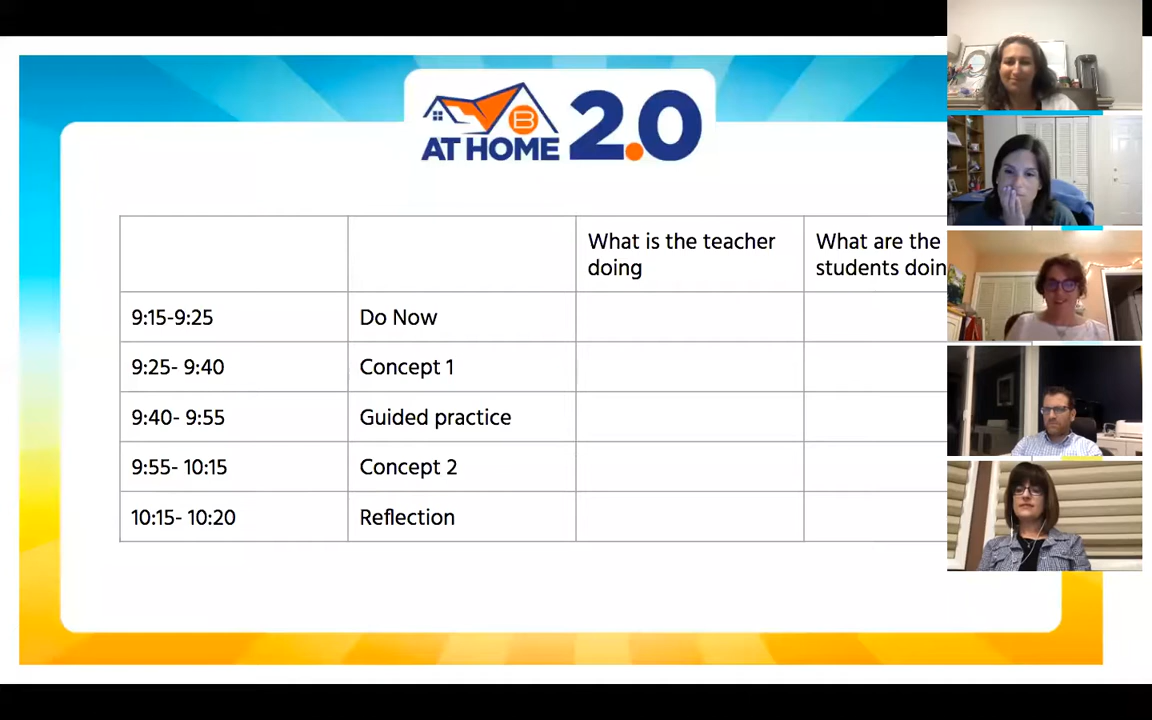 B
AT HOME 2.0
What is the teacher
doing
What are the
students doin
9:15-9:25
Do Now
9:25- 9:40
Concept 1
9:40- 9:55
Guided practice
9:55- 10:15
Concept 2
10:15- 10:20
Reflection